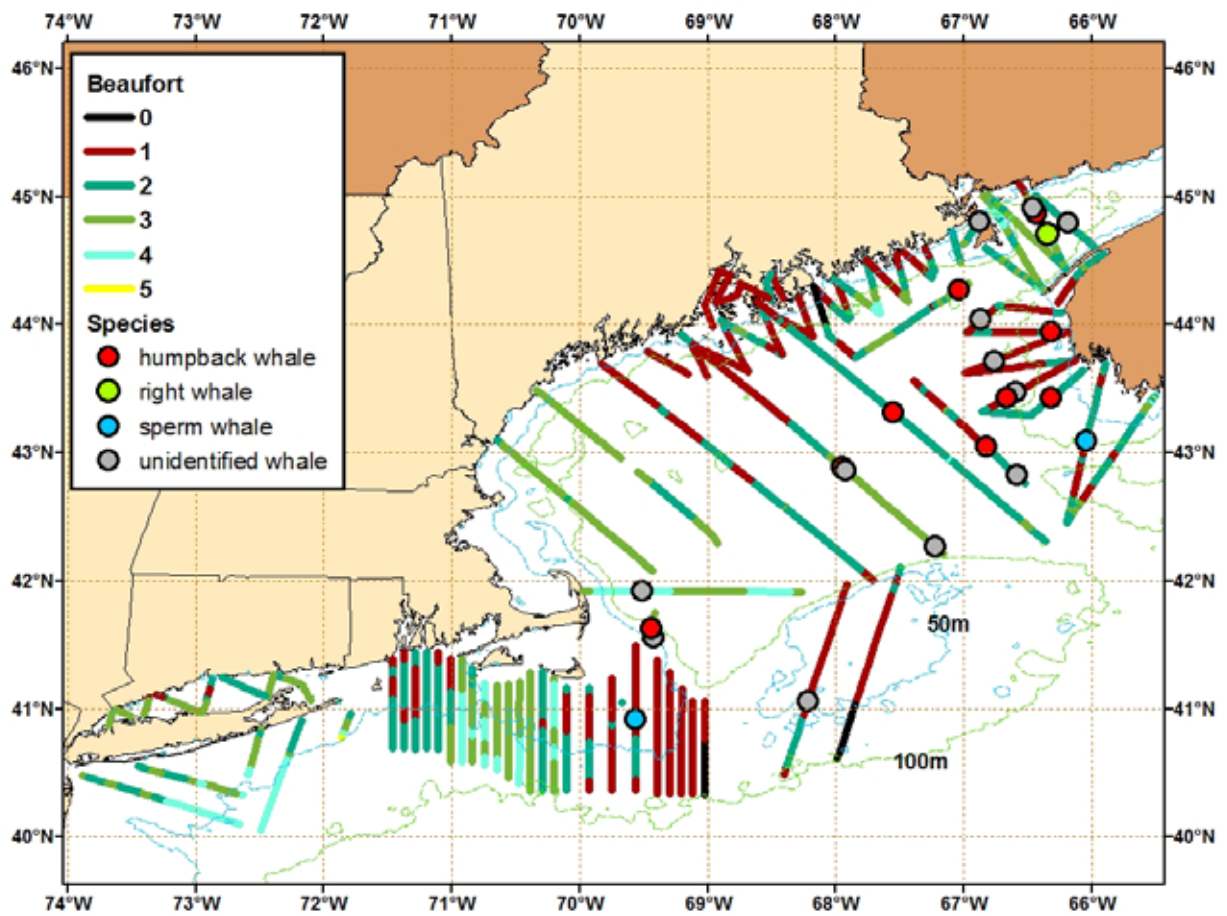 74°W 73°W 72°W 71°W 70°W 69°W 68°W 67°W 66°W
46°N 46°N
Beaufort
0
1
2
3
4
5
Species
humpback whale
right whale
sperm whale
unidentified whale
45°N 45°N
44°N 44°N
43°N 43°N
42°N 42°N
50m
41°N 41°N
100m
40°N 40°N
74°W 73°W 72°W 71°W 70°W 69°W 68°W 67°W 66°W